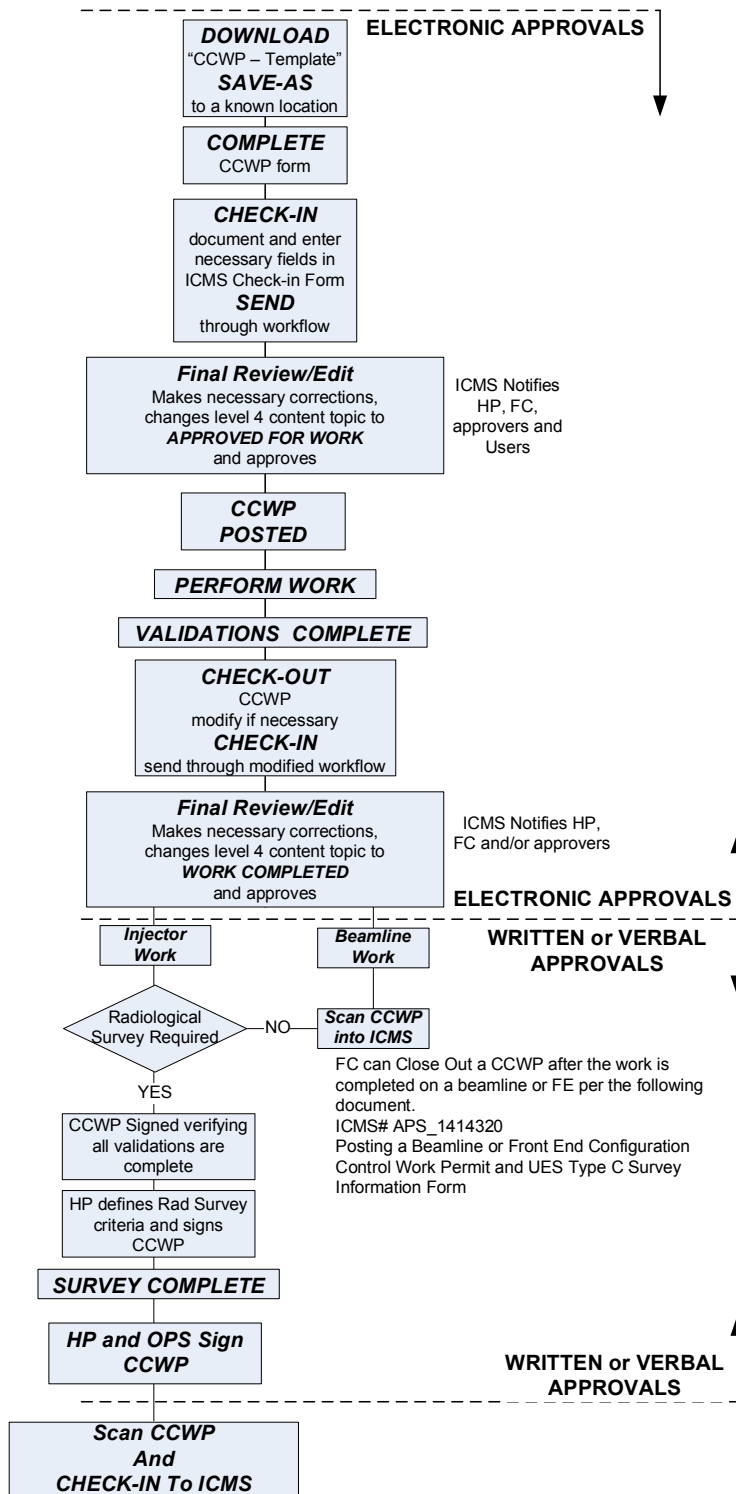 ELECTRONIC APPROVALS
DOWNLOAD
“CCWP – Template”
SAVE-AS
to a known location
COMPLETE
CCWP form
CHECK-IN
document and enter
necessary fields in
ICMS Check-in Form
SEND
through workflow
Final Review/Edit
Makes necessary corrections,
changes level 4 content topic to
APPROVED FOR WORK
and approves
ICMS Notifies
HP, FC,
approvers and
Users
CCWP
POSTED
PERFORM WORK
VALIDATIONS COMPLETE
CHECK-OUT
CCWP
modify if necessary
CHECK-IN
send through modified workflow
Final Review/Edit
Makes necessary corrections,
changes level 4 content topic to
WORK COMPLETED
and approves
ICMS Notifies HP,
FC and/or approvers
ELECTRONIC APPROVALS
WRITTEN or VERBAL
APPROVALS
Injector
Work
Beamline
Work
Radiological
Survey Required
NO
Scan CCWP
into ICMS
YES
FC can Close Out a CCWP after the work is
completed on a beamline or FE per the following
document.
ICMS# APS_1414320
Posting a Beamline or Front End Configuration
Control Work Permit and UES Type C Survey
Information Form
CCWP Signed verifying
all validations are
complete
HP defines Rad Survey
criteria and signs
CCWP
SURVEY COMPLETE
HP and OPS Sign
CCWP
WRITTEN or VERBAL
APPROVALS
Scan CCWP
And
CHECK-IN To ICMS